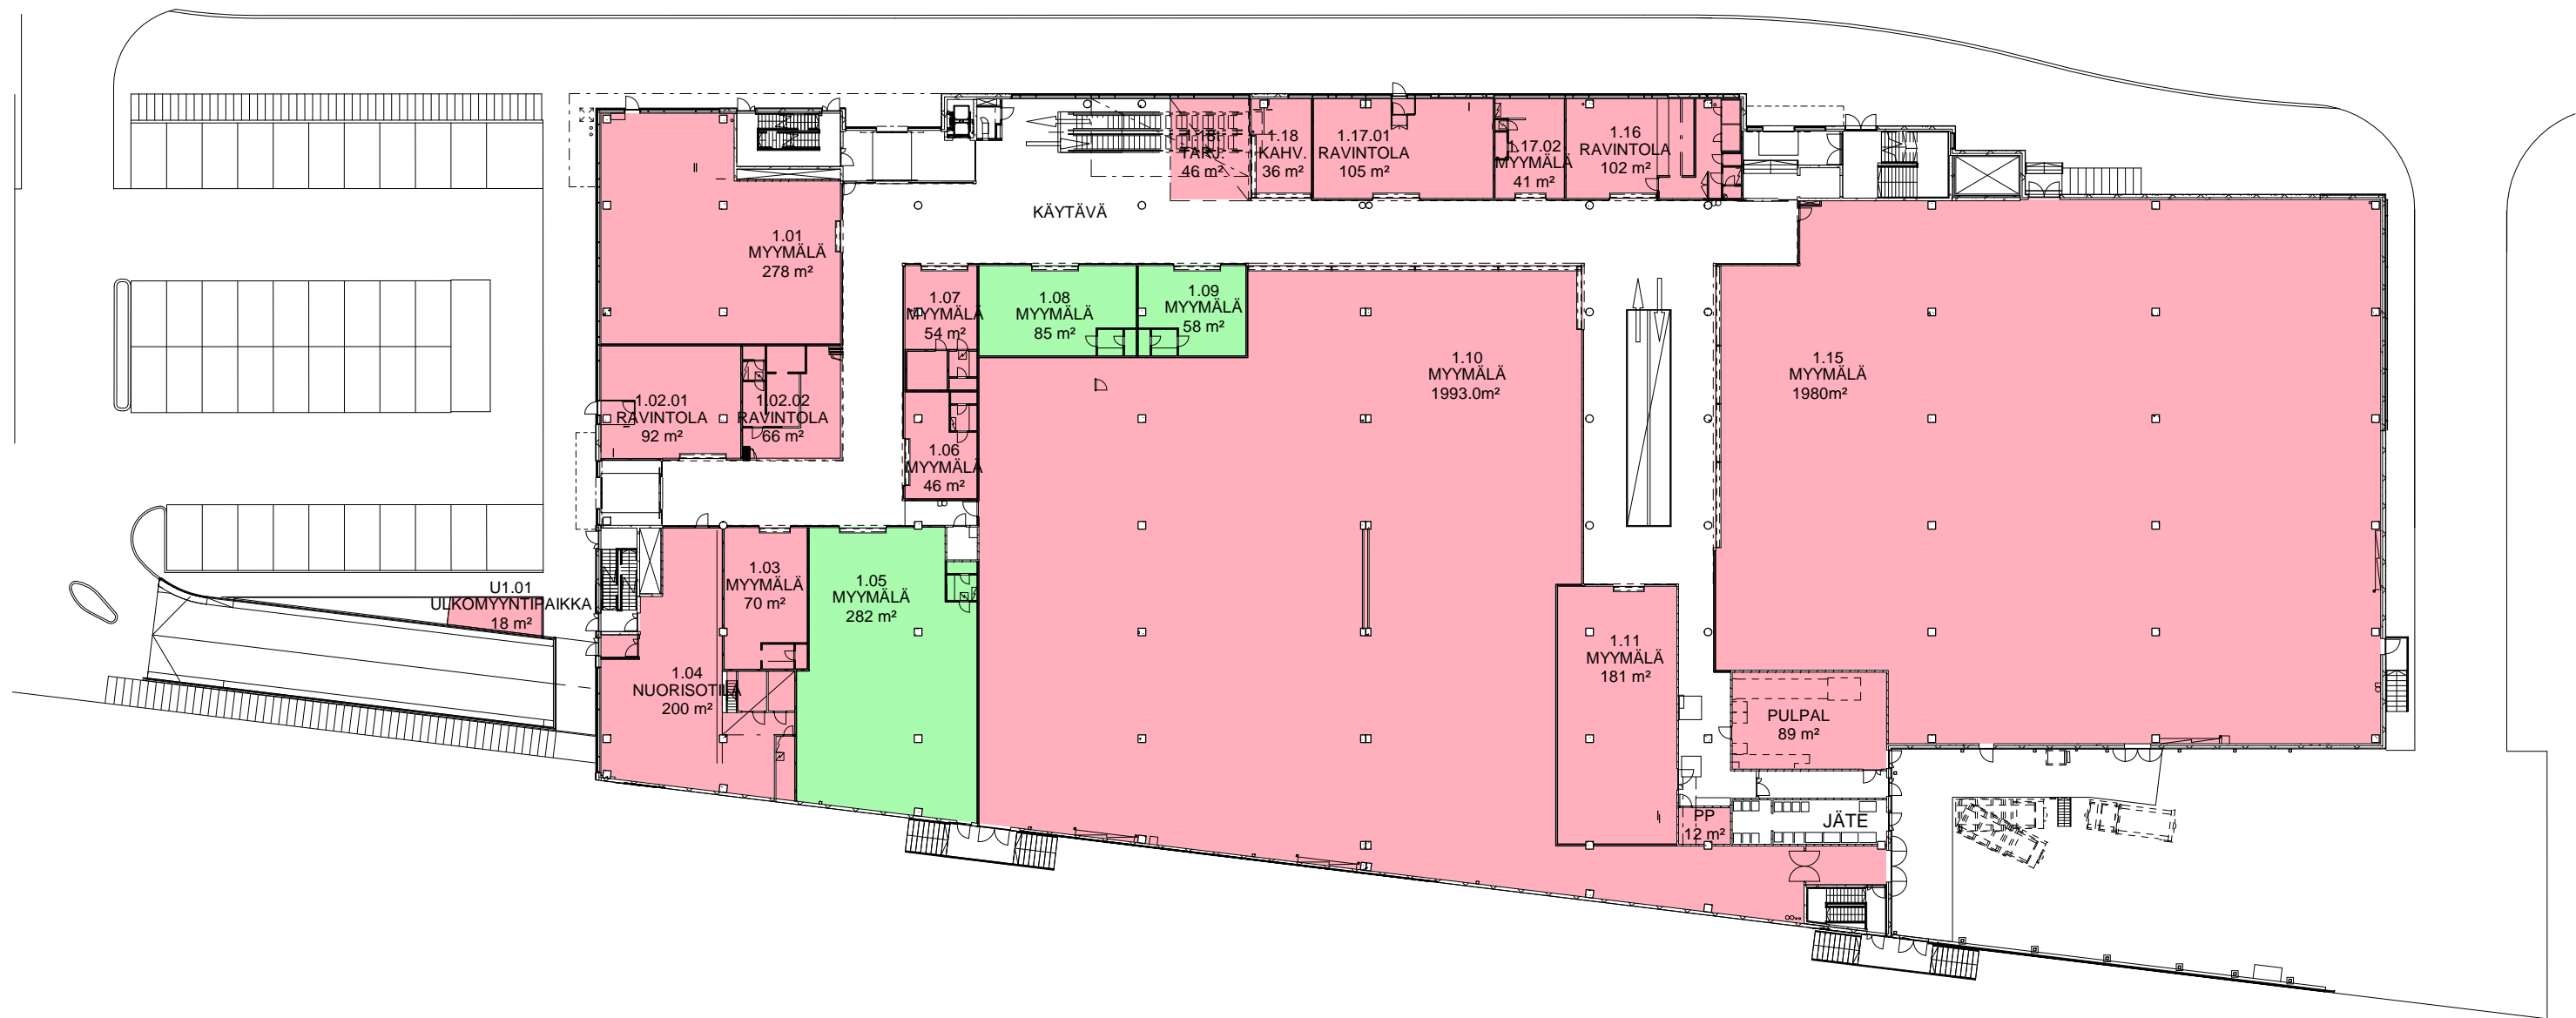 1.18.1
TARJ.
46 m²
1.18
KAHV.
36 m²
1.17.01
RAVINTOLA
105 m²
1.17.02
MYYMÄLÄ
41 m²
1.16
RAVINTOLA
102 m²
KÄYTÄVÄ
1.01
MYYMÄLÄ
278 m²
1.07
MYYMÄLÄ
54 m²
1.08
MYYMÄLÄ
85 m²
1.09
MYYMÄLÄ
58 m²
1.10
MYYMÄLÄ
1993.0m²
1.15
MYYMÄLÄ
1980m²
1.02.01
RAVINTOLA
92 m²
1.02.02
RAVINTOLA
66 m²
1.06
MYYMÄLÄ
46 m²
U1.01
ULKOMYYNTIPAIKKA
18 m²
1.03
MYYMÄLÄ
70 m²
1.05
MYYMÄLÄ
282 m²
1.04
NUORISOTILA
200 m²
1.11
MYYMÄLÄ
181 m²
PULPAL
89 m²
PP
12 m²
JÄTE